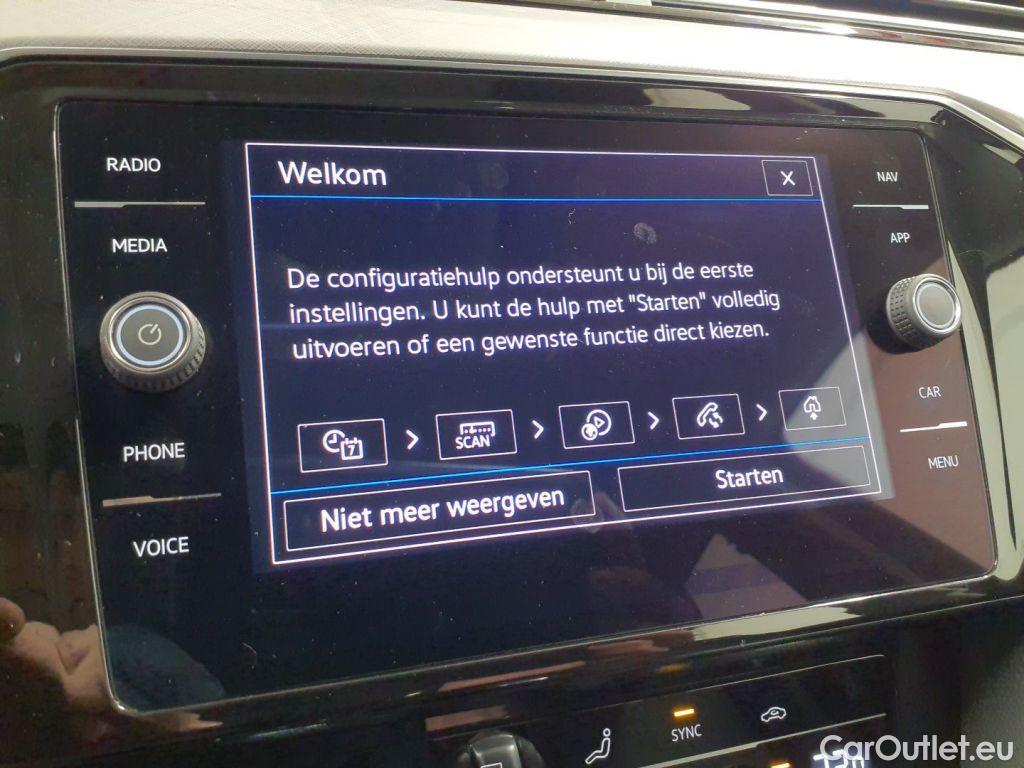 RADIO
MEDIA
PHONE
VOICE
Welkom
X
De configuratiehulp ondersteunt u bij de eerste
instellingen. U kunt de hulp met "Starten" volledig
uitvoeren of een gewenste functie direct kiezen.
7
SCAN
Niet meer weergeven
Starten
NAV
APP
CAR
MENU
SYNC
CarOutlet.eu